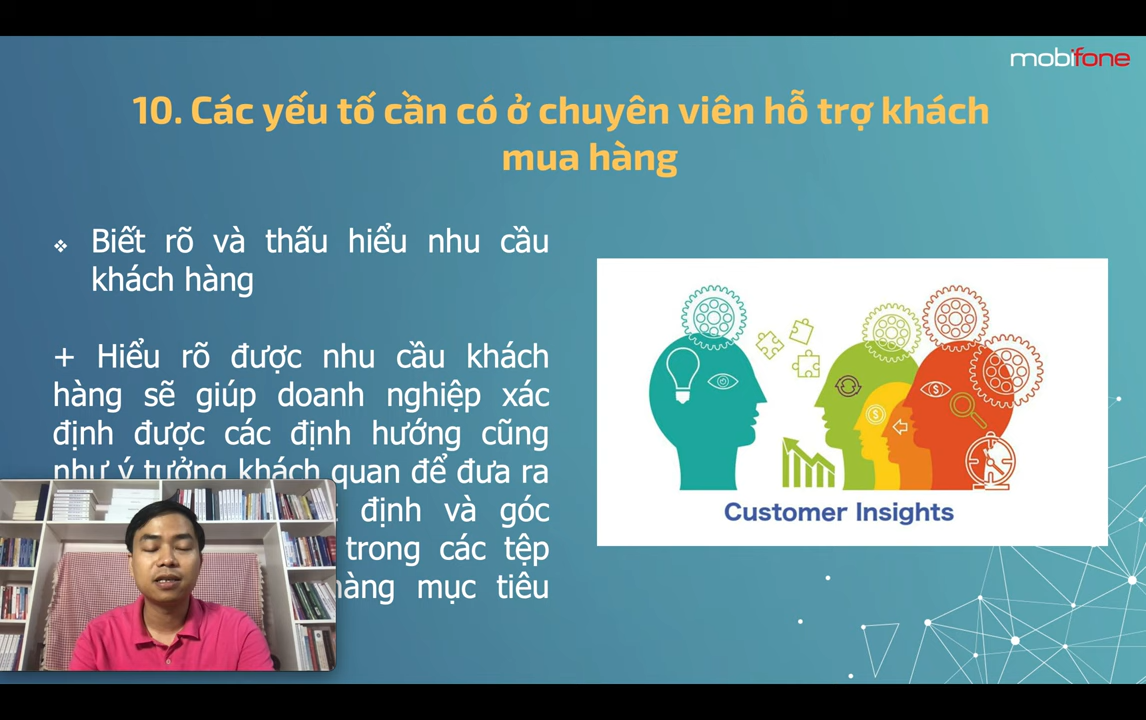 mobifone
10. Các yếu tố cần có ở chuyên viên hỗ trợ khách
mua hàng
❖ Biết rõ và thấu hiểu nhu cầu
khách hàng
+ Hiểu rõ được nhu cầu khách
hàng sẽ giúp doanh nghiệp xác
định được các định hướng cũng
như ý tưởng khách quan để đưa ra
định và góc
trong các tệp
hàng mục tiêu
Customer Insights